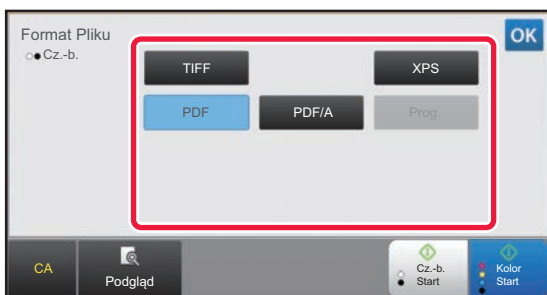 Format Pliku
Cz.-b.
OK
TIFF
XPS
PDF
PDF/A
Prog.
CA
Podgląd
Cz.-b.
Start
Kolor
Start